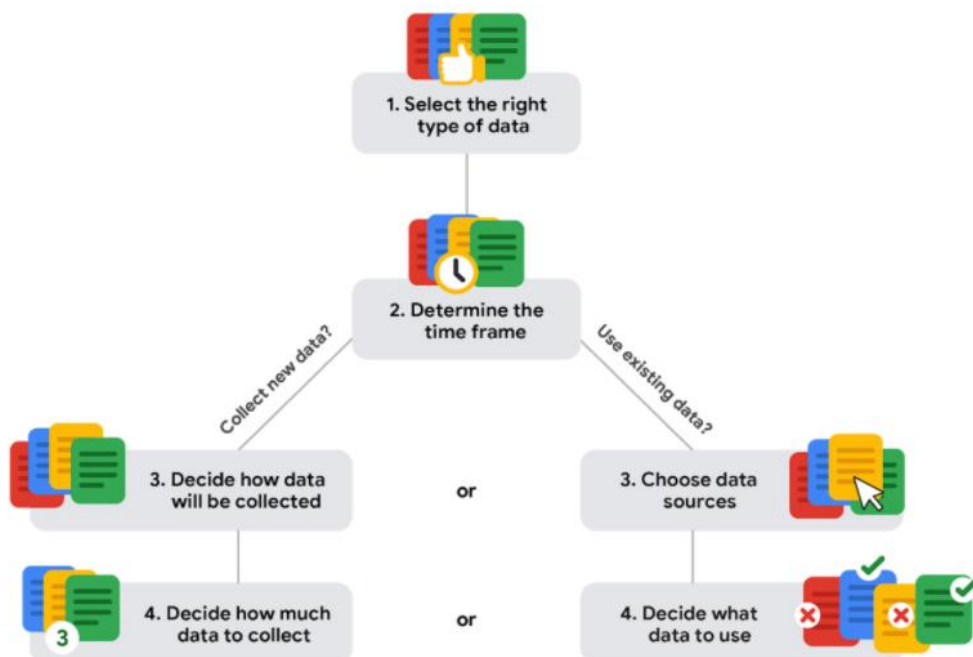 1. Select the right
type of data
2. Determine the
time frame
Collect new data?
Use existing data?
3. Decide how data
will be collected
or
3. Choose data
sources
4. Decide how much
data to collect
3
or
4. Decide what
data to use